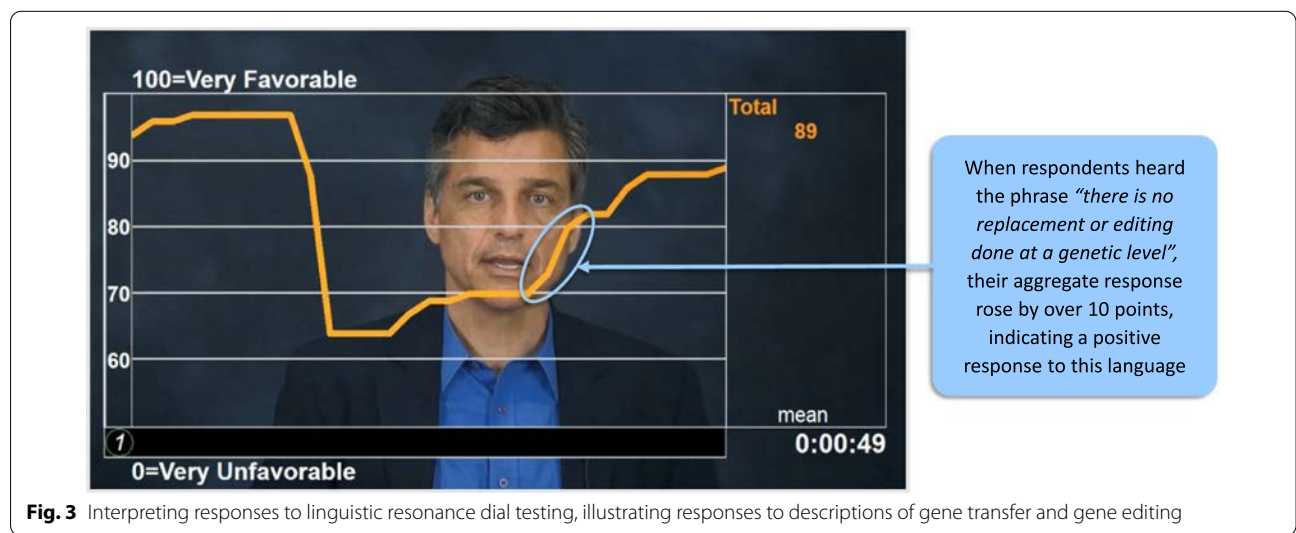 100=Very Favorable
Total
89
90
80
70
60
mean
1
0:00:49
0=Very Unfavorable
When respondents heard
the phrase “there is no
replacement or editing
done at a genetic level”,
their aggregate response
rose by over 10 points,
indicating a positive
response to this language
Fig. 3 Interpreting responses to linguistic resonance dial testing, illustrating responses to descriptions of gene transfer and gene editing